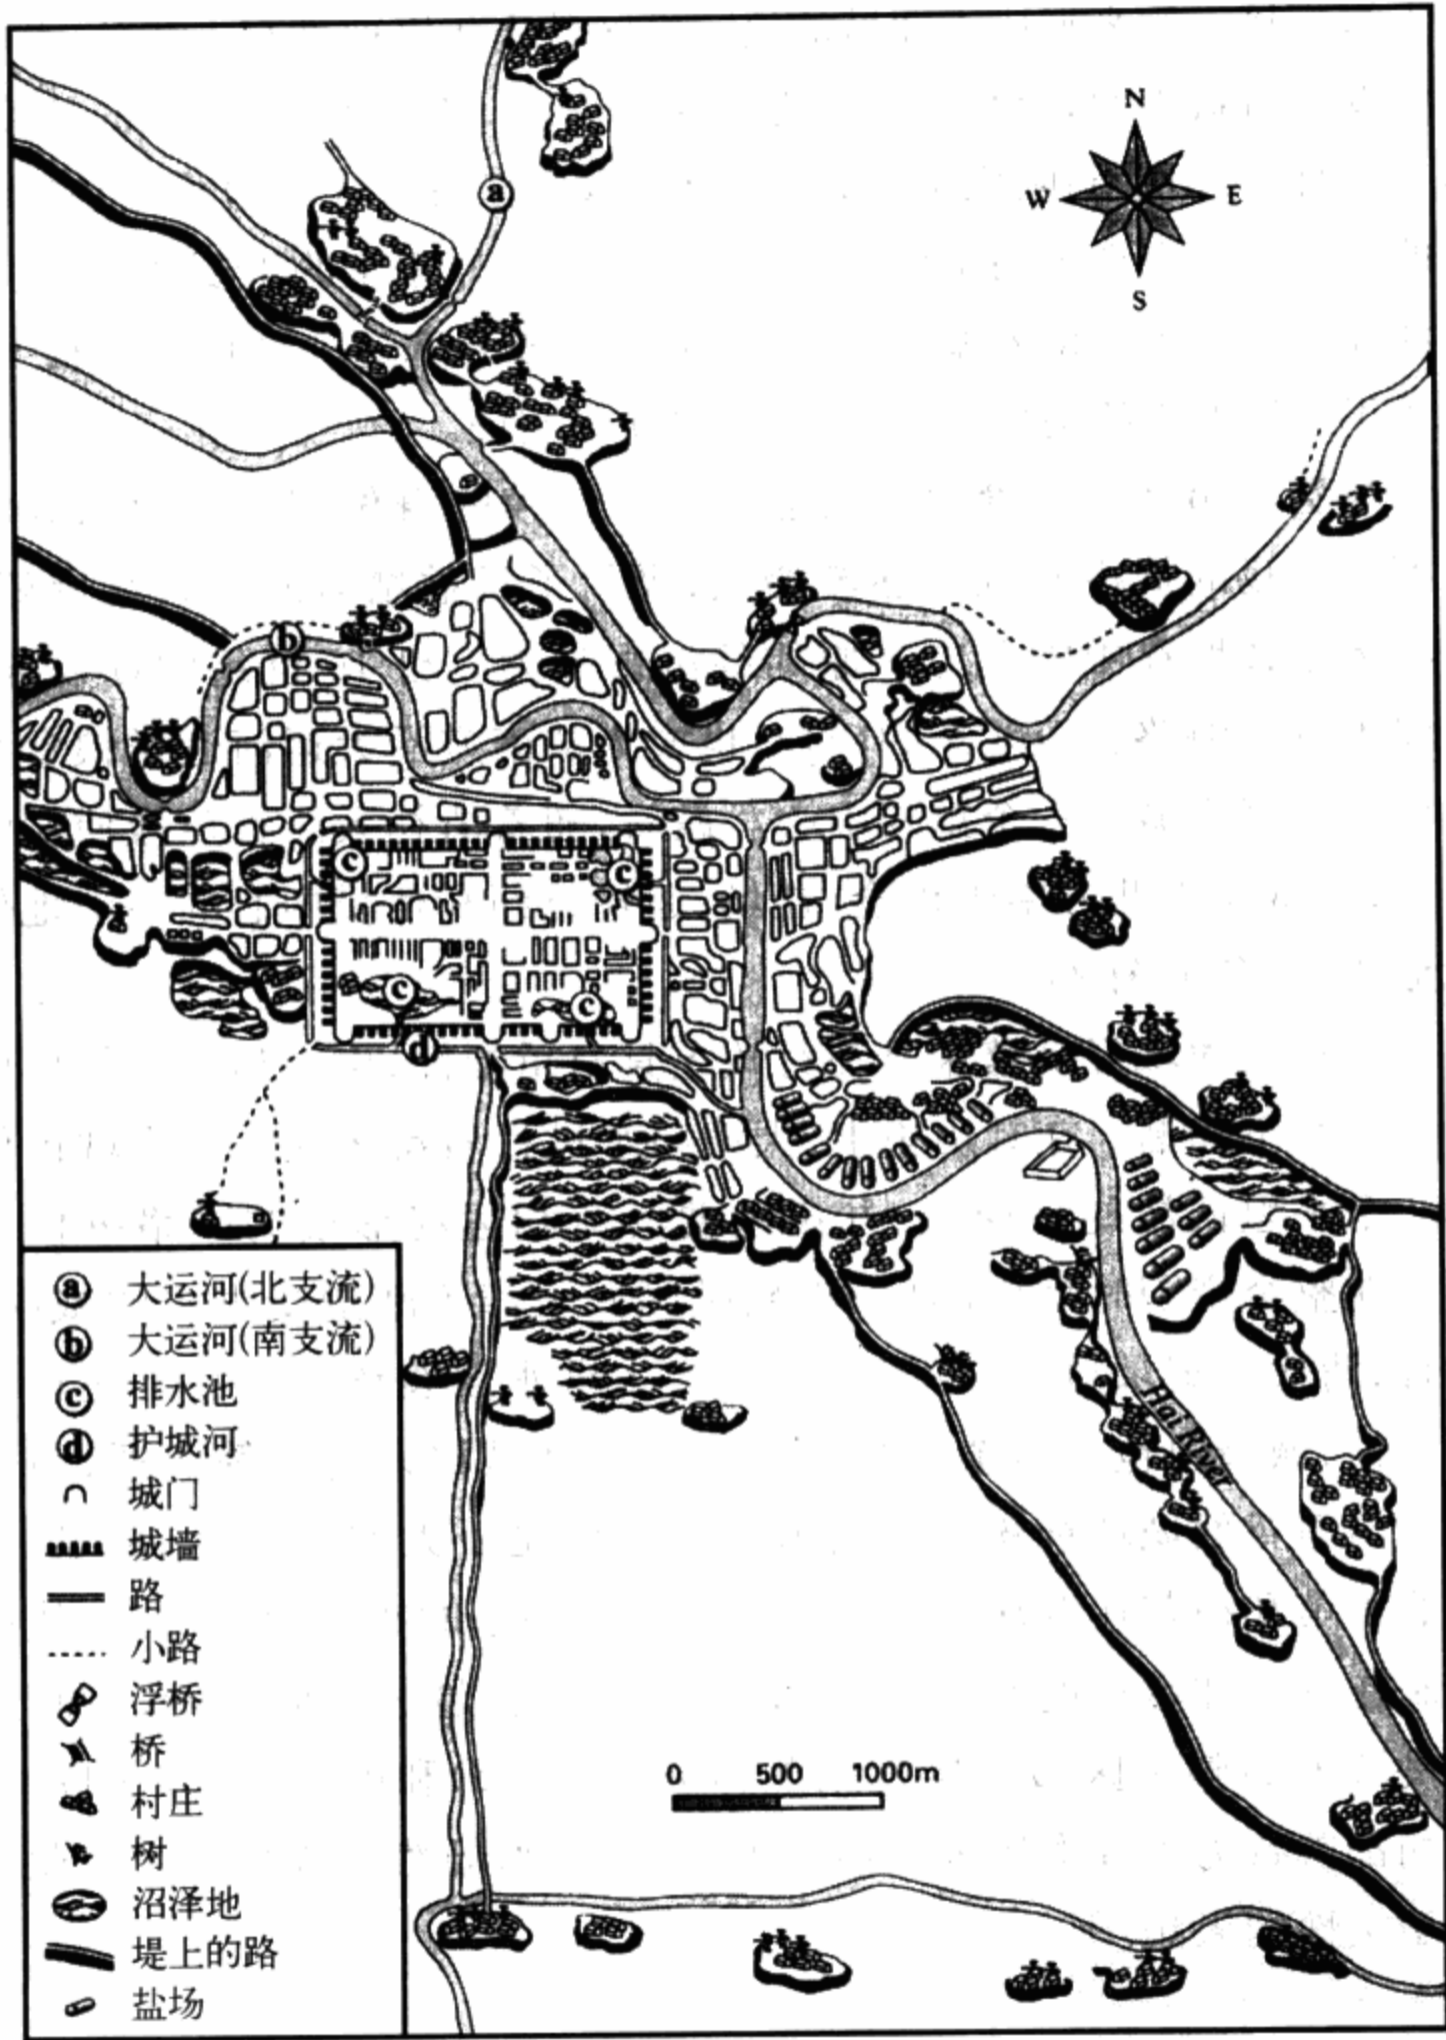 N
W
E
S
a
b
c
c
c
c
d
Hai River
0 500 1000m
a 大运河(北支流)
b 大运河(南支流)
c 排水池
d 护城河
城门
城墙
路
小路
浮桥
桥
村庄
树
沼泽地
堤上的路
盐场